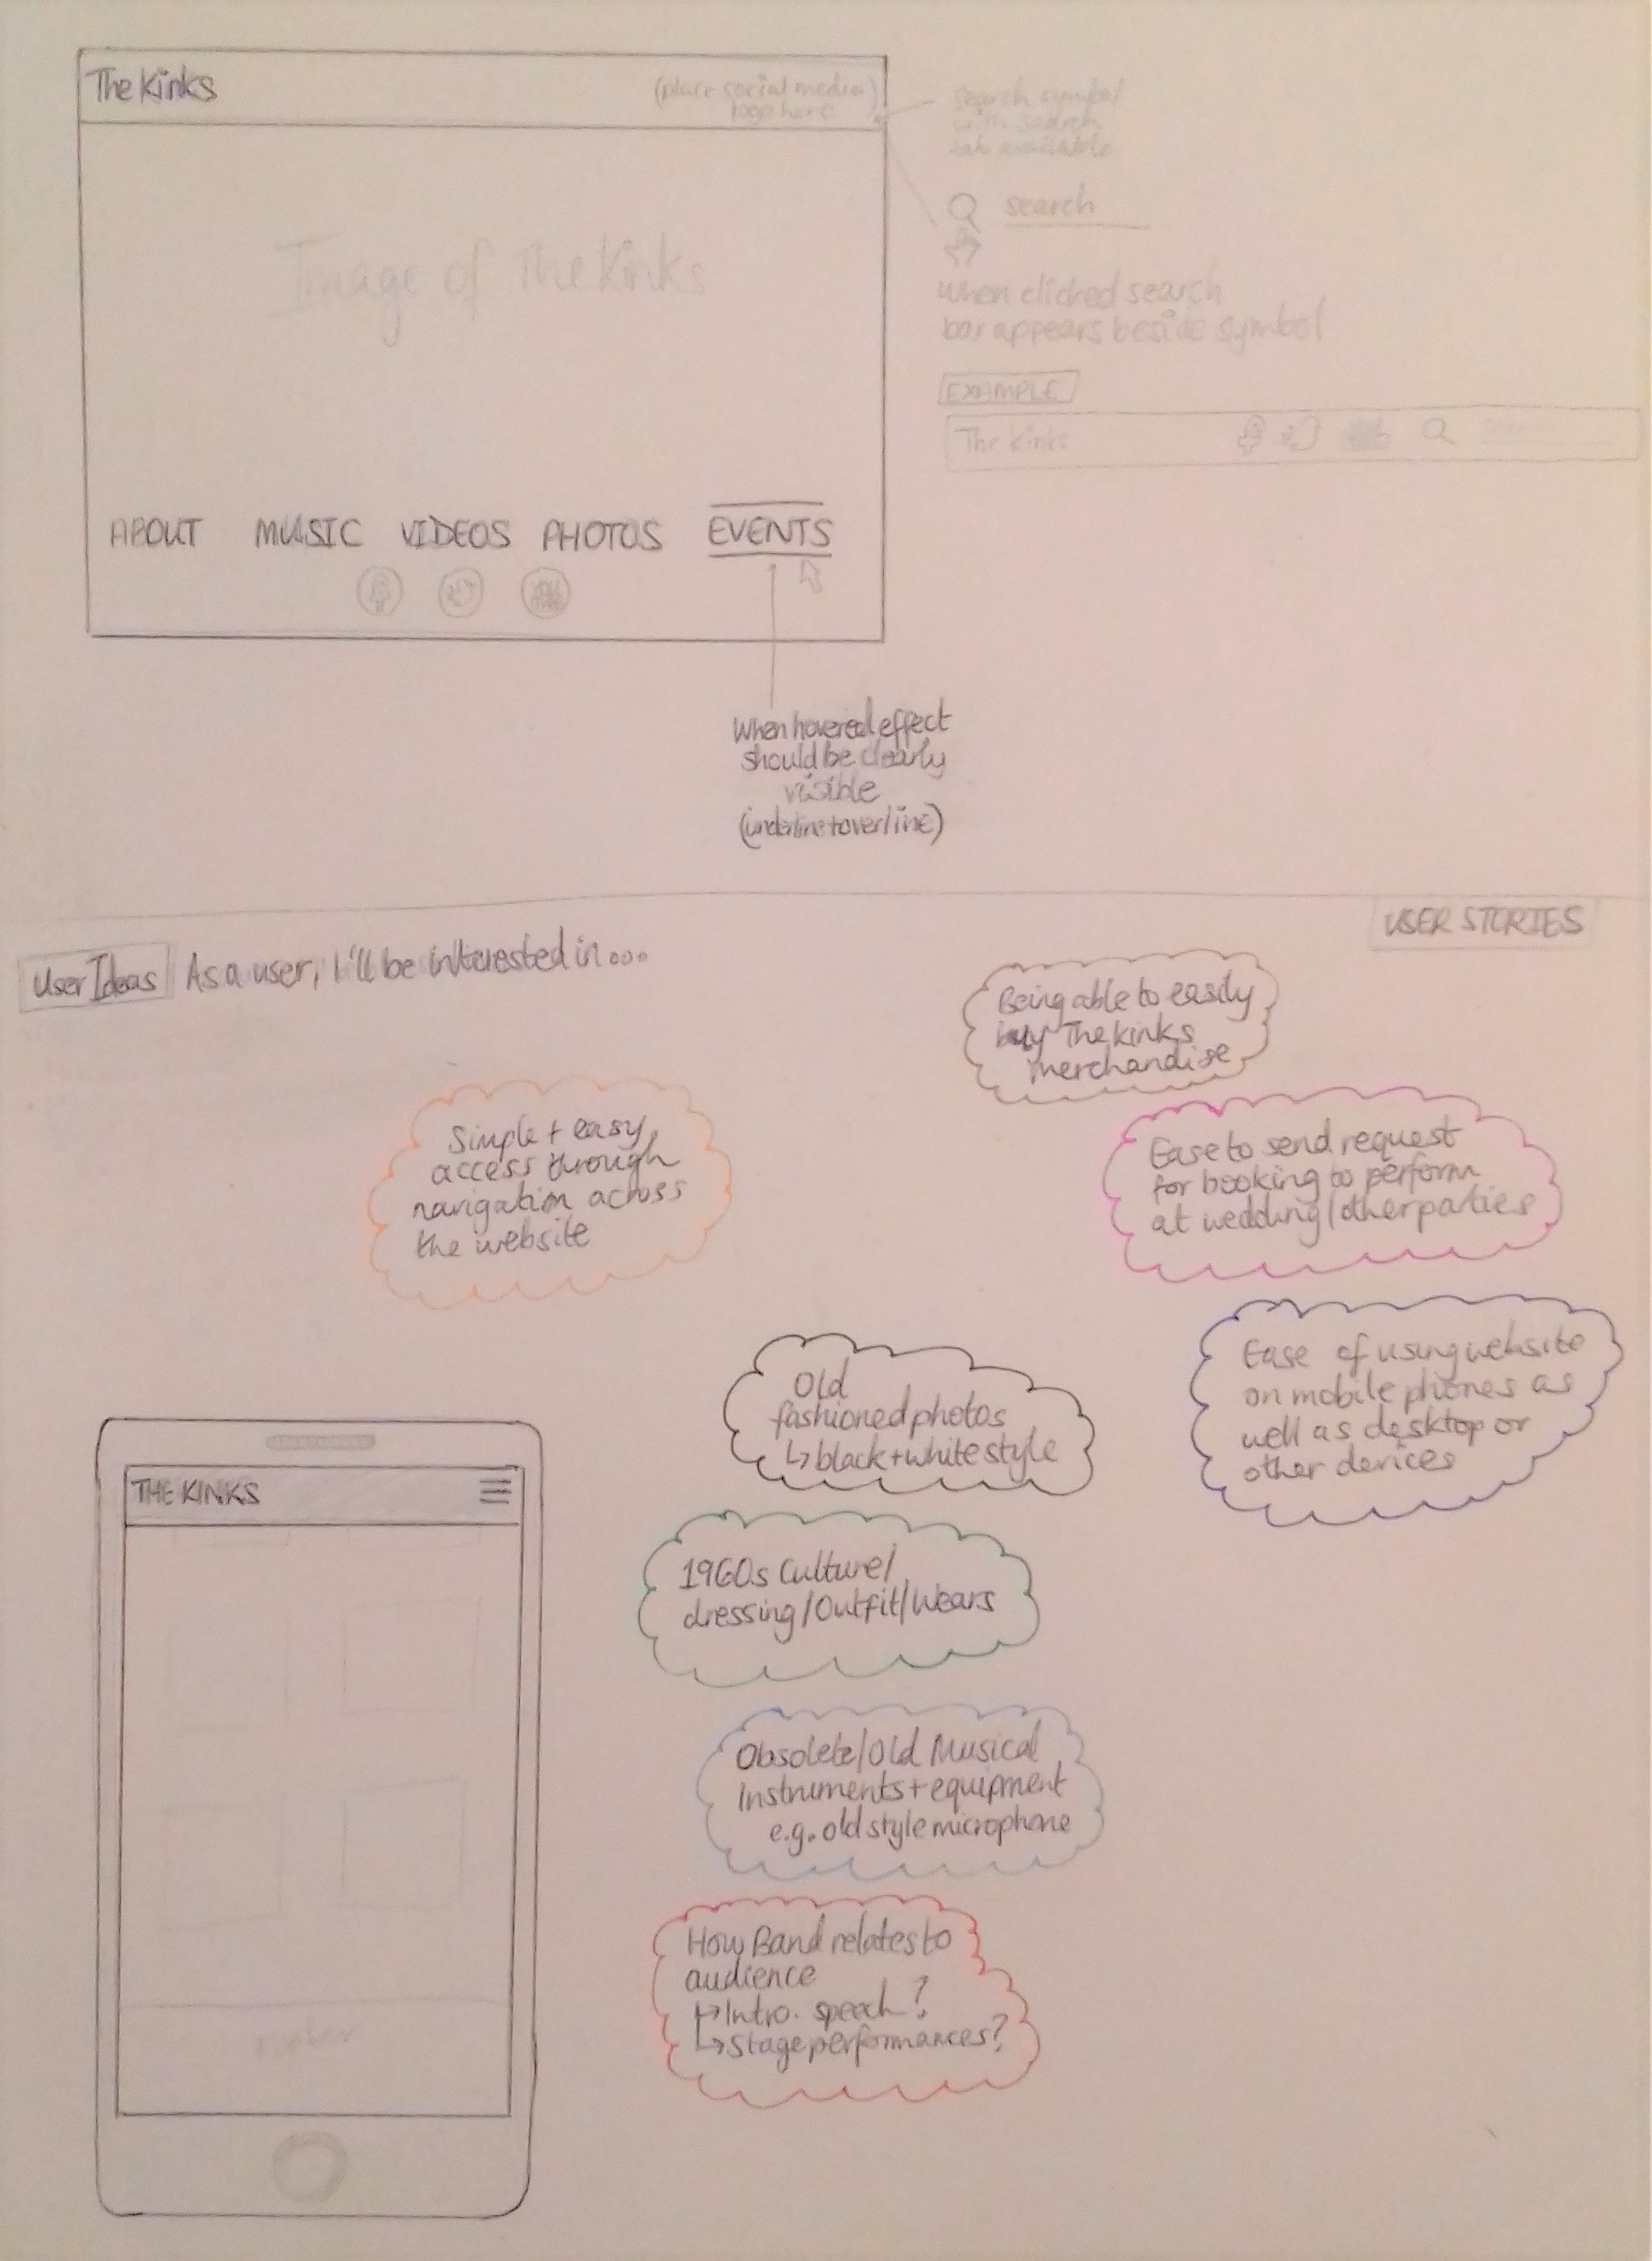 The Kinks
(place social media)
logo here
search symbol
with search
tab available
search
when clicked search
bar appears beside symbol
EXAMPLE
The Kinks
Image of The Kinks
ABOUT MUSIC VIDEOS PHOTOS EVENTS
When hovered effect
should be clearly
visible
(underline+overline)
USER STORIES
User Ideas As a user, I'll be interested in...
Being able to easily
buy The Kinks
merchandise
Simple + easy
access through
navigation across
the website
Ease to send request
for booking to perform
at wedding/other parties
Old
fashioned photos
↳ black+white style
Ease of using website
on mobile phones as
well as desktop or
other devices
THE KINKS
Footer
1960s Culture/
dressing/Outfit/Wears
Obsolete/Old Musical
Instruments+equipment
e.g. old style microphone
How Band relates to
audience
↳ Intro. speech?
↳ Stage performances?